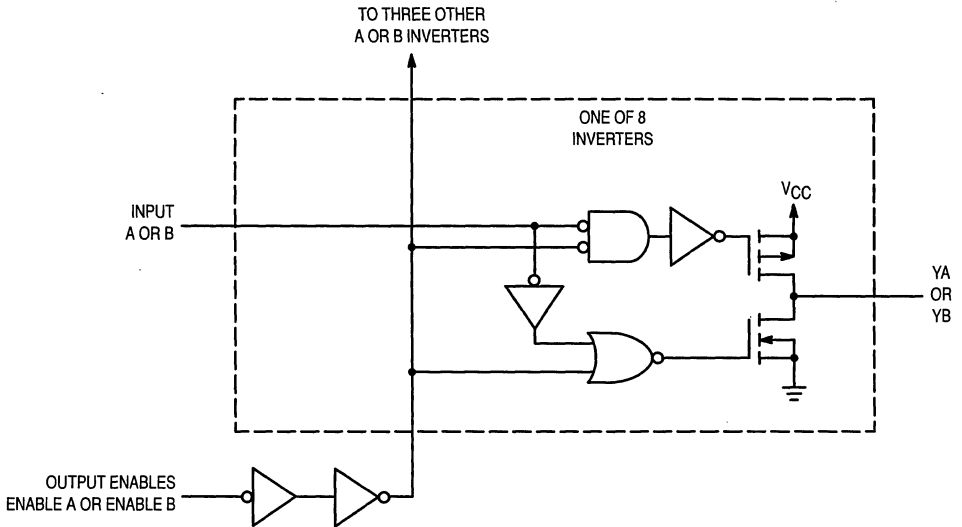 TO THREE OTHER
A OR B INVERTERS
ONE OF 8
INVERTERS
VCC
INPUT
A OR B
YA
OR
YB
OUTPUT ENABLES
ENABLE A OR ENABLE B